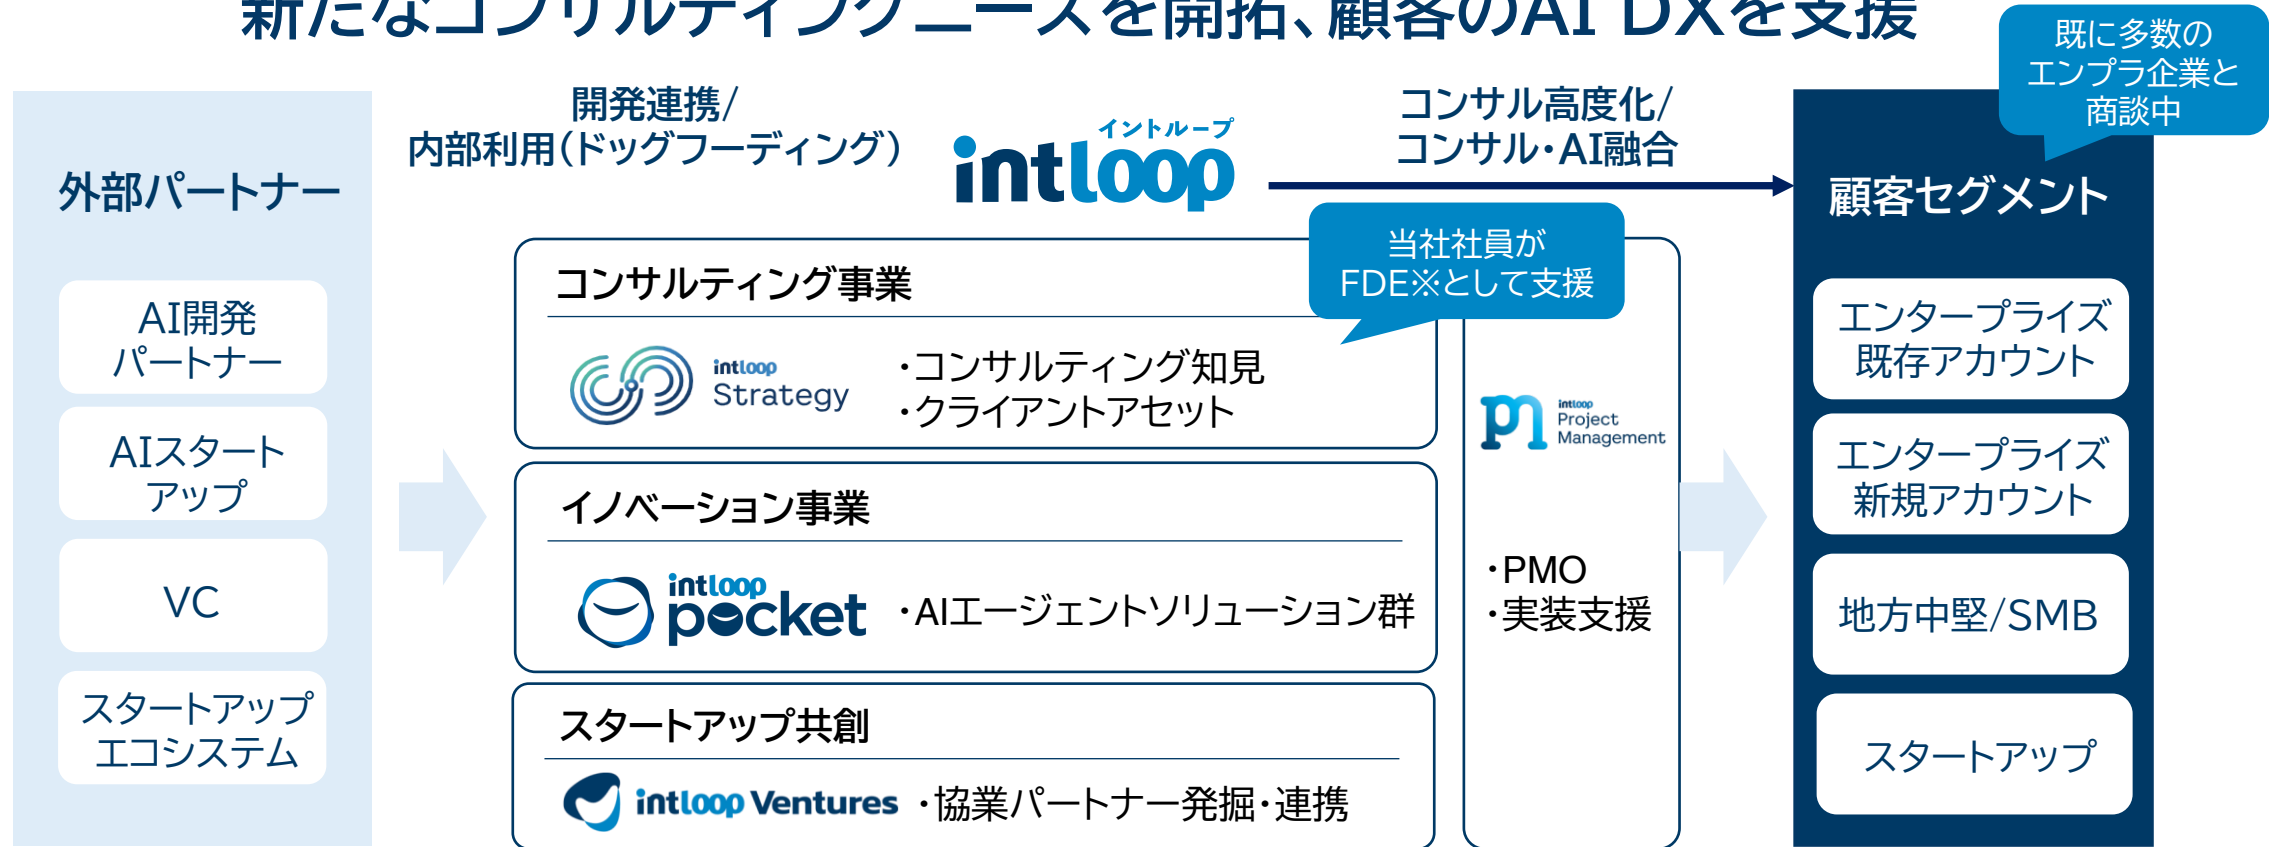 新たなコンサルティングニーズを開拓、顧客のAI DXを支援
既に多数の
エンプラ企業と
商談中
外部パートナー
AI開発
パートナー
AIスタート
アップ
VC
スタートアップ
エコシステム
開発連携/
内部利用(ドッグフーディング)
イントループ
intloop
コンサル高度化/
コンサル・AI融合
当社社員が
FDE※として支援
コンサルティング事業
intloop
Strategy
・コンサルティング知見
・クライアントアセット
イノベーション事業
intloop
pocket
・AIエージェントソリューション群
スタートアップ共創
intloop Ventures
・協業パートナー発掘・連携
intloop
Project
Management
・PMO
・実装支援
顧客セグメント
エンタープライズ
既存アカウント
エンタープライズ
新規アカウント
地方中堅/SMB
スタートアップ